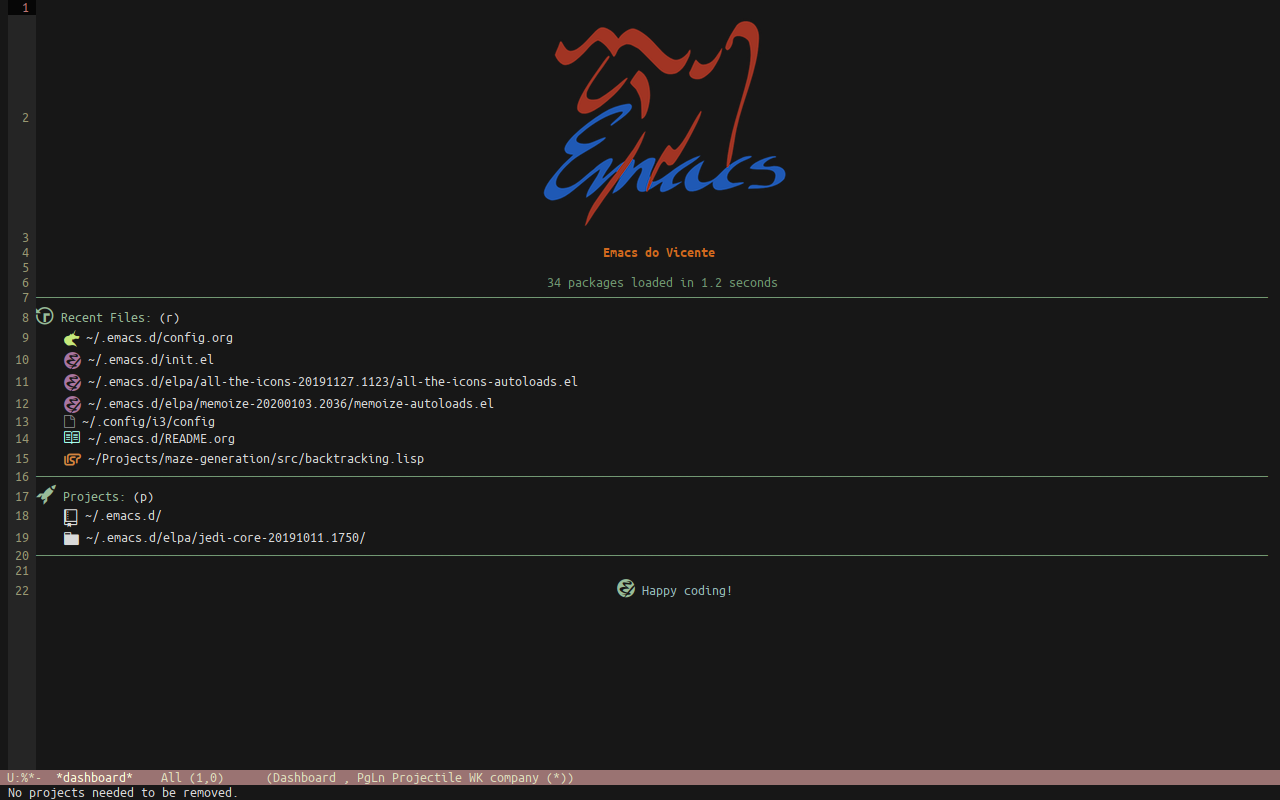 1
2
Emacs
3
4 Emacs do Vicente
5
6 34 packages loaded in 1.2 seconds
7
8 Recent Files: (r)
9 ~/.emacs.d/config.org
10 ~/.emacs.d/init.el
11 ~/.emacs.d/elpa/all-the-icons-20191127.1123/all-the-icons-autoloads.el
12 ~/.emacs.d/elpa/memoize-20200103.2036/memoize-autoloads.el
13 ~/.config/i3/config
14 ~/.emacs.d/README.org
15 ~/Projects/maze-generation/src/backtracking.lisp
16
17 Projects: (p)
18 ~/.emacs.d/
19 ~/.emacs.d/elpa/jedi-core-20191011.1750/
20
21
22 Happy coding!
U:%*- *dashboard* All (1,0) (Dashboard , PgLn Projectile WK company (*))
No projects needed to be removed.